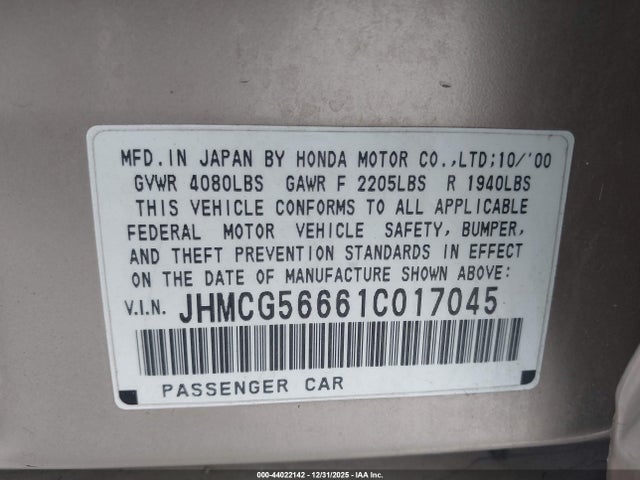 MFD.IN JAPAN BY HONDA MOTOR CO.,LTD;10/'00
GVWR 4080LBS GAWR F 2205LBS R 1940LBS
THIS VEHICLE CONFORMS TO ALL APPLICABLE
FEDERAL MOTOR VEHICLE SAFETY, BUMPER,
AND THEFT PREVENTION STANDARDS IN EFFECT
ON THE DATE OF MANUFACTURE SHOWN ABOVE:
V.I.N. JHMCG56661C017045
PASSENGER CAR
000-44022142 - 12/31/2025 - IAA Inc.